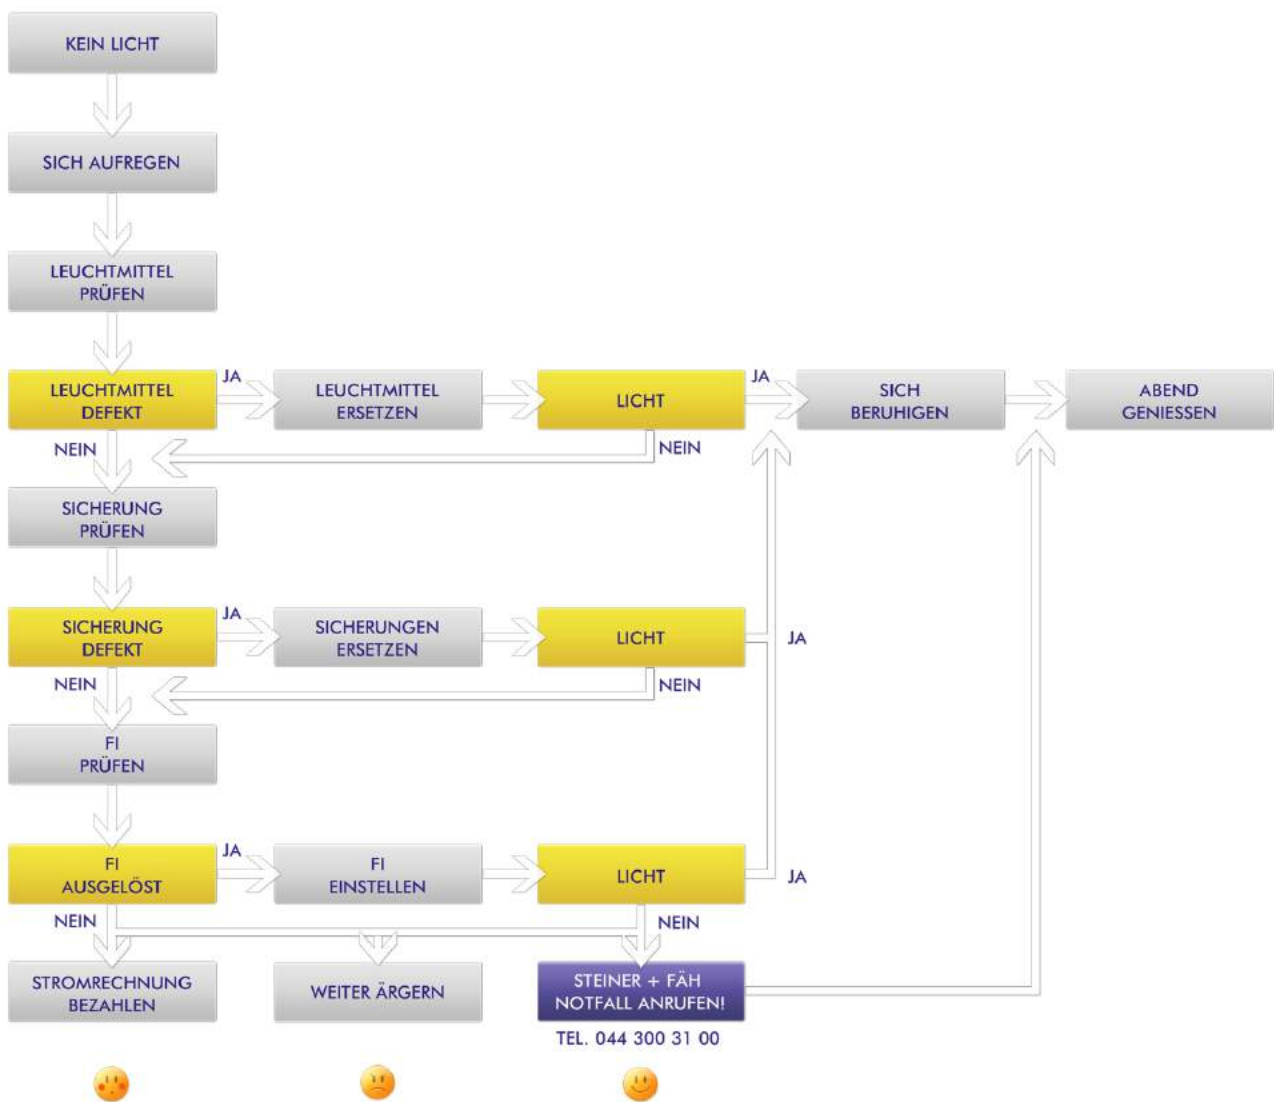 KEIN LICHT
SICH AUFREGEN
LEUCHTMITTEL
PRÜFEN
LEUCHTMITTEL
DEFEKT
JA
LEUCHTMITTEL
ERSETZEN
LICHT
JA
SICH
BERUHIGEN
ABEND
GENIESSEN
NEIN
NEIN
SICHERUNG
PRÜFEN
SICHERUNG
DEFEKT
JA
SICHERUNGEN
ERSETZEN
LICHT
JA
NEIN
NEIN
FI
PRÜFEN
FI
AUSGELÖST
JA
FI
EINSTELLEN
LICHT
JA
NEIN
NEIN
STROMRECHNUNG
BEZAHLEN
WEITER ÄRGERN
STEINER + FÄH
NOTFALL ANRUFEN!
TEL. 044 300 31 00